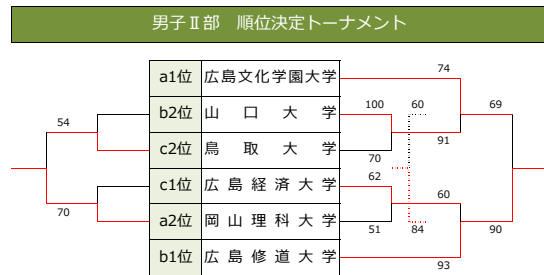 男子Ⅱ部 順位決定トーナメント
a1位 広島文化学園大学 74
54 b2位 山口大学 100 60 69
c2位 鳥取大学 70 91
c1位 広島経済大学 62 60
70 a2位 岡山理科大学 51 84 90
b1位 広島修道大学 93